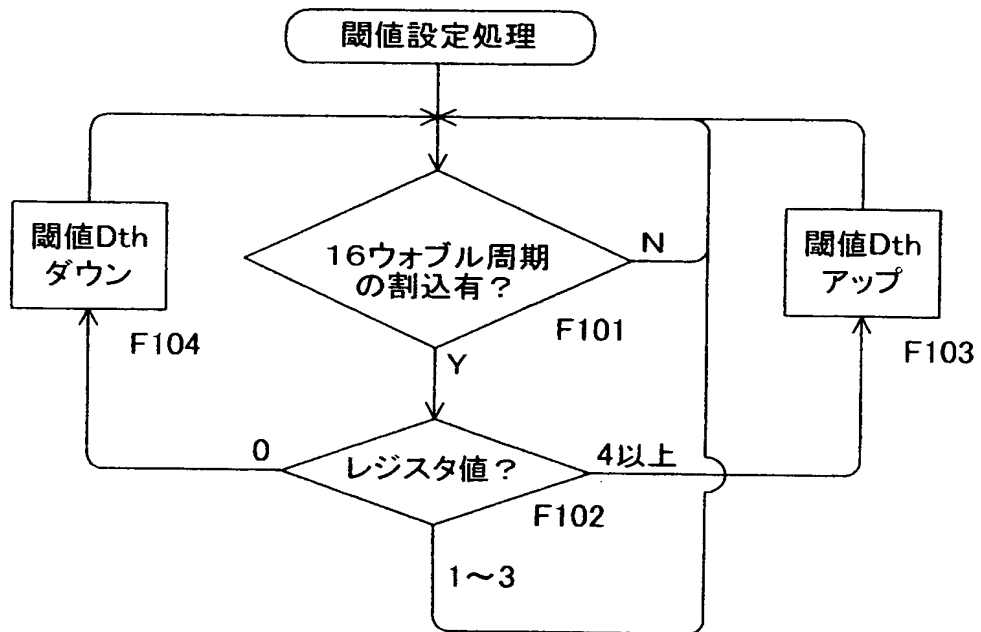 閾値設定処理
閾値Dth
ダウン
F104
16ウォブル周期
の割込有？
N
F101
閾値Dth
アップ
F103
Y
0
レジスタ値？
4以上
F102
1～3